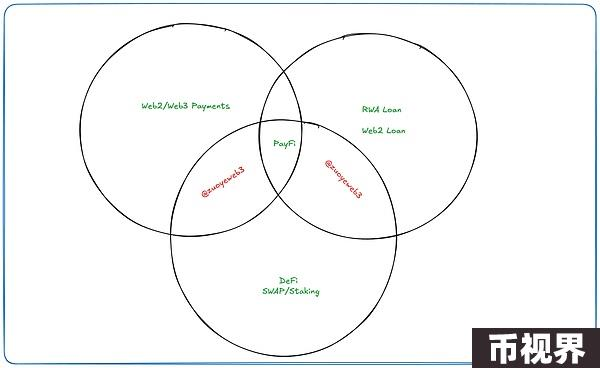 Web2/Web3 Payments
RWA Loan
Web2 Loan
PayFi
@zuoyeweb3
@zuoyeweb3
DeFi
SWAP/Staking
币视界